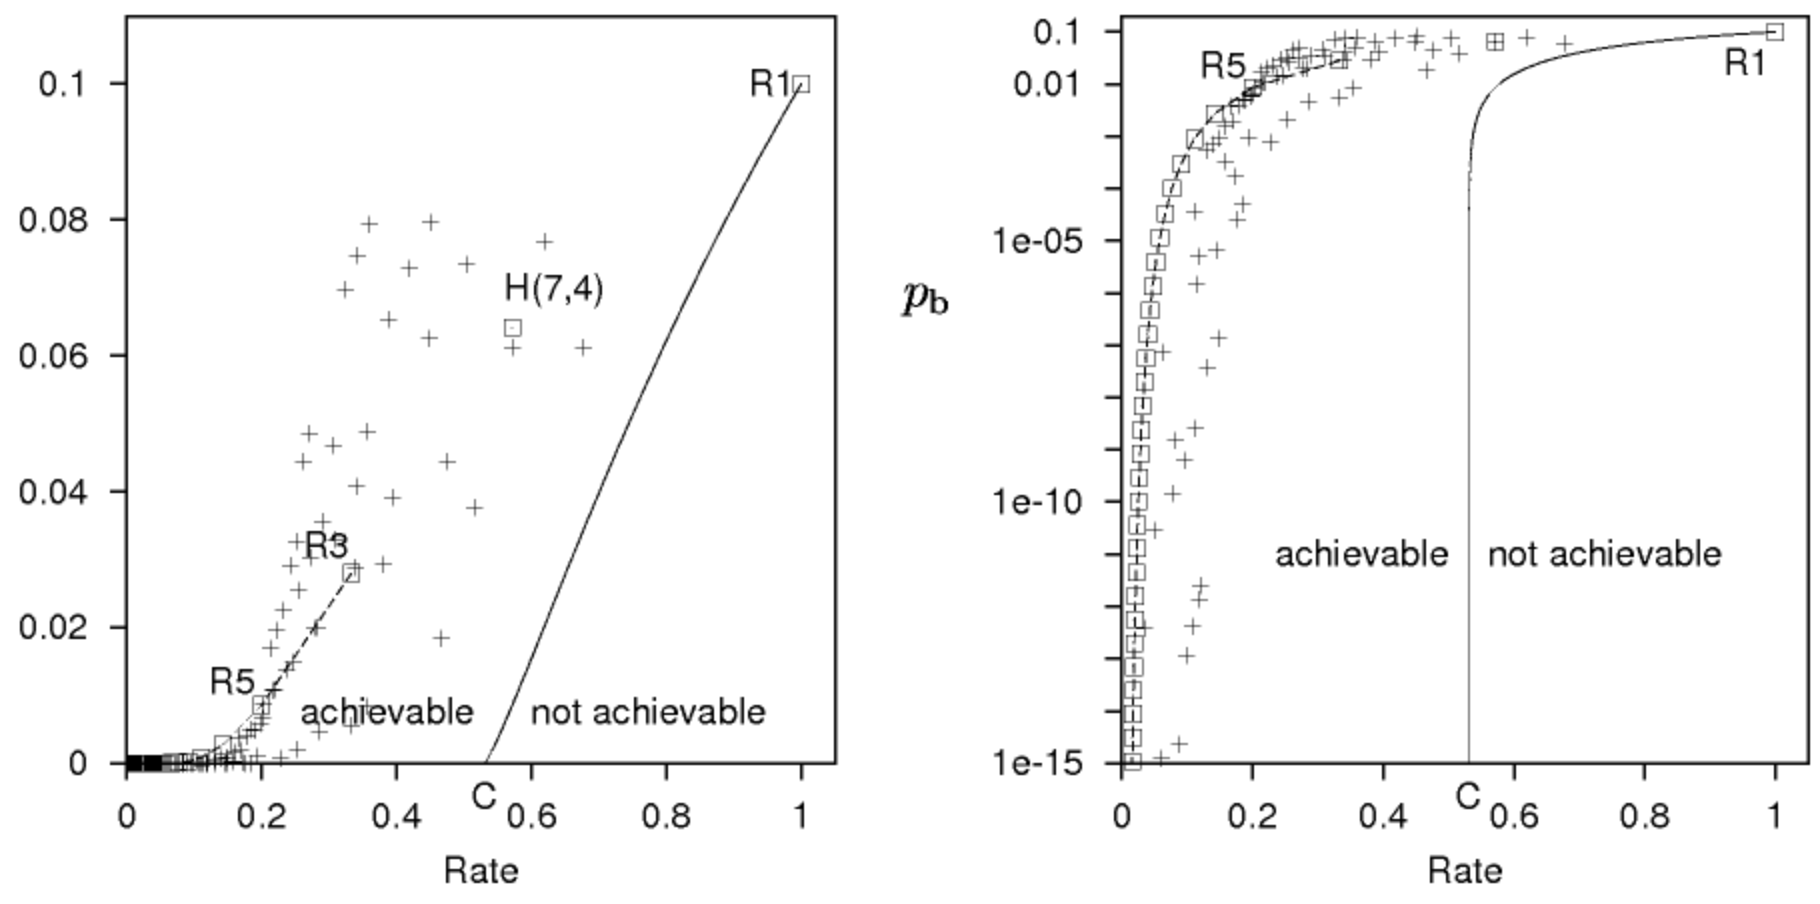 0.1
R1
0.08
H(7,4)
0.06
0.04
R3
0.02
R5
achievable not achievable
0
C
0 0.2 0.4 0.6 0.8 1
Rate
p_b
0.1
R5
R1
0.01
1e-05
1e-10
achievable not achievable
1e-15
C
0 0.2 0.4 0.6 0.8 1
Rate